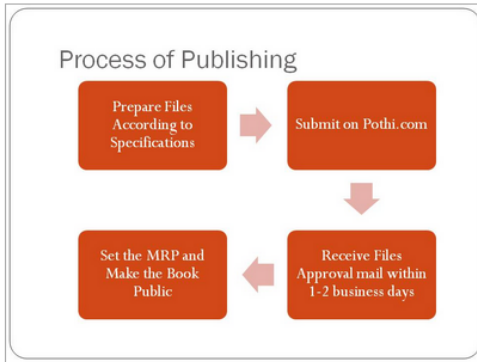 Process of Publishing
Prepare Files
According to
Specifications
Submit on Pothi.com
Receive Files
Approval mail within
1-2 business days
Set the MRP and
Make the Book
Public